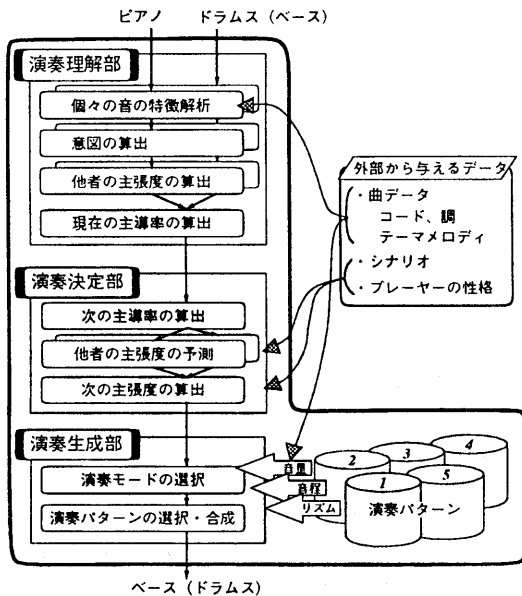 ピアノ
ドラムス(ベース)
演奏理解部
個々の音の特徴解析
意図の算出
他者の主張度の算出
現在の主導率の算出
外部から与えるデータ
・曲データ
コード、調
テーマメロディ
・シナリオ
・プレーヤーの性格
演奏決定部
次の主導率の算出
他者の主張度の予測
次の主張度の算出
演奏生成部
演奏モードの選択
演奏パターンの選択・合成
音量
音程
リズム
1
2
3
4
5
演奏パターン
ベース(ドラムス)